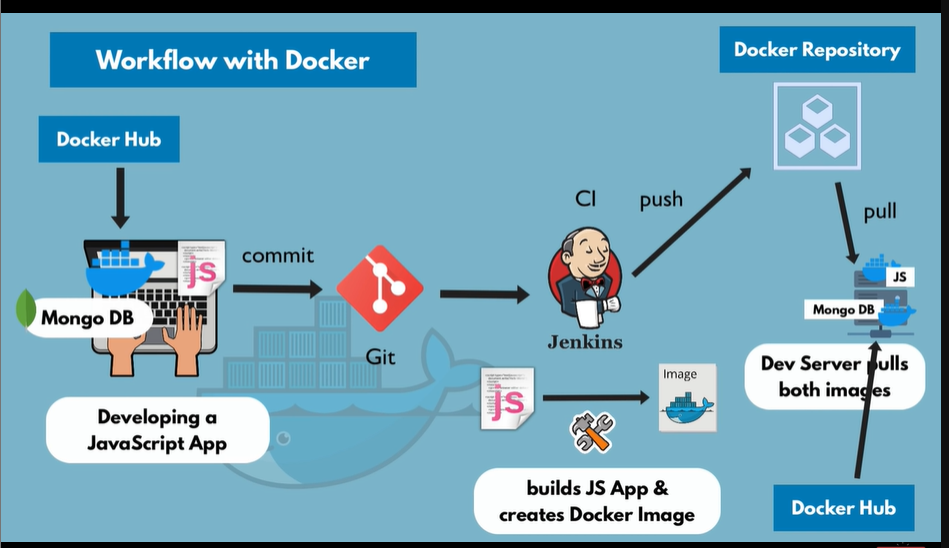 Workflow with Docker
Docker Repository
Docker Hub
CI
push
pull
commit
js
JS
Mongo DB
Mongo DB
Git
Jenkins
Dev Server pulls
both images
js
Image
Developing a
JavaScript App
builds JS App &
creates Docker Image
Docker Hub